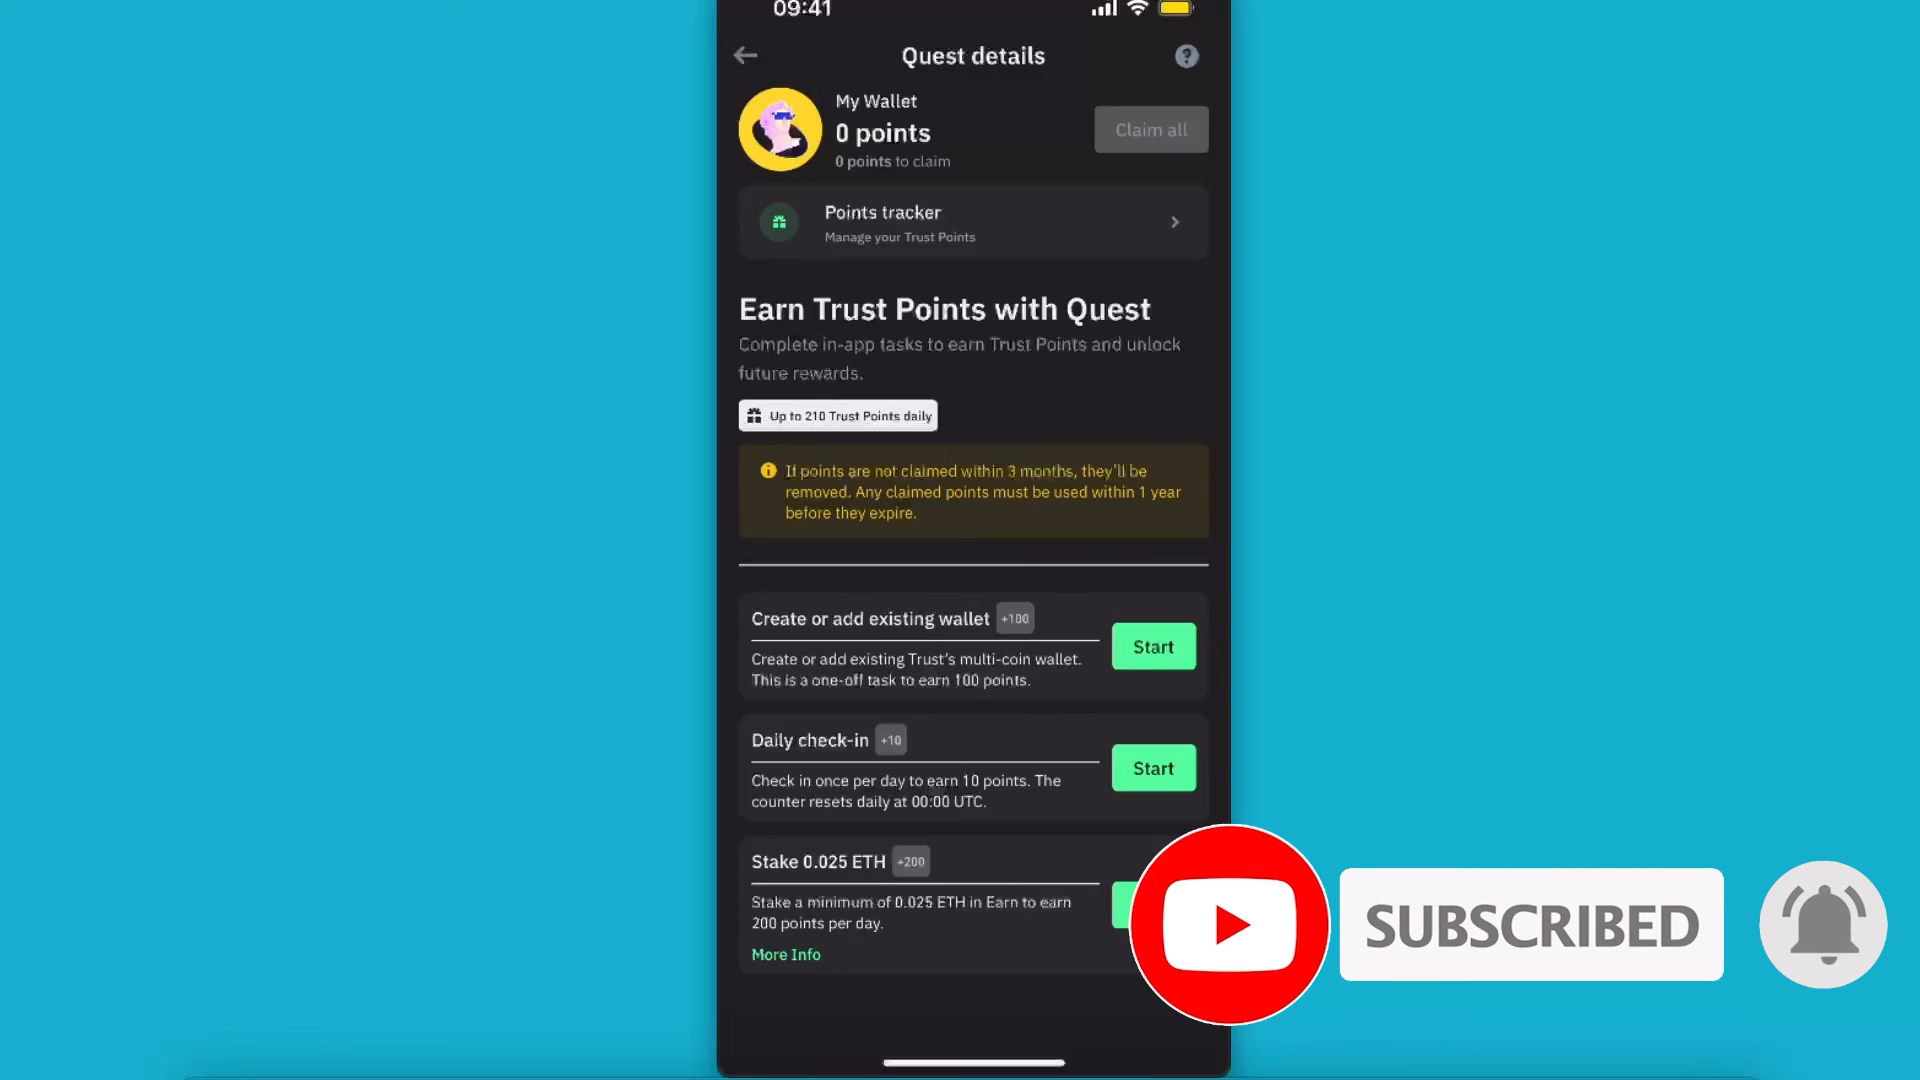 09:41
Quest details
?
My Wallet
0 points
0 points to claim
Claim all
Points tracker
Manage your Trust Points
Earn Trust Points with Quest
Complete in-app tasks to earn Trust Points and unlock
future rewards.
Up to 210 Trust Points daily
If points are not claimed within 3 months, they'll be
removed. Any claimed points must be used within 1 year
before they expire.
Create or add existing wallet +100
Create or add existing Trust's multi-coin wallet.
This is a one-off task to earn 100 points.
Start
Daily check-in +10
Check in once per day to earn 10 points. The
counter resets daily at 00:00 UTC.
Start
Stake 0.025 ETH +200
Stake a minimum of 0.025 ETH in Earn to earn
200 points per day.
More Info
SUBSCRIBED